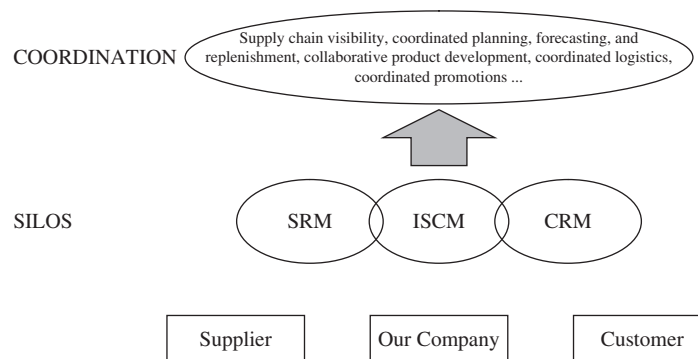 COORDINATION
Supply chain visibility, coordinated planning, forecasting, and
replenishment, collaborative product development, coordinated logistics,
coordinated promotions ...
SILOS
SRM
ISCM
CRM
Supplier
Our Company
Customer